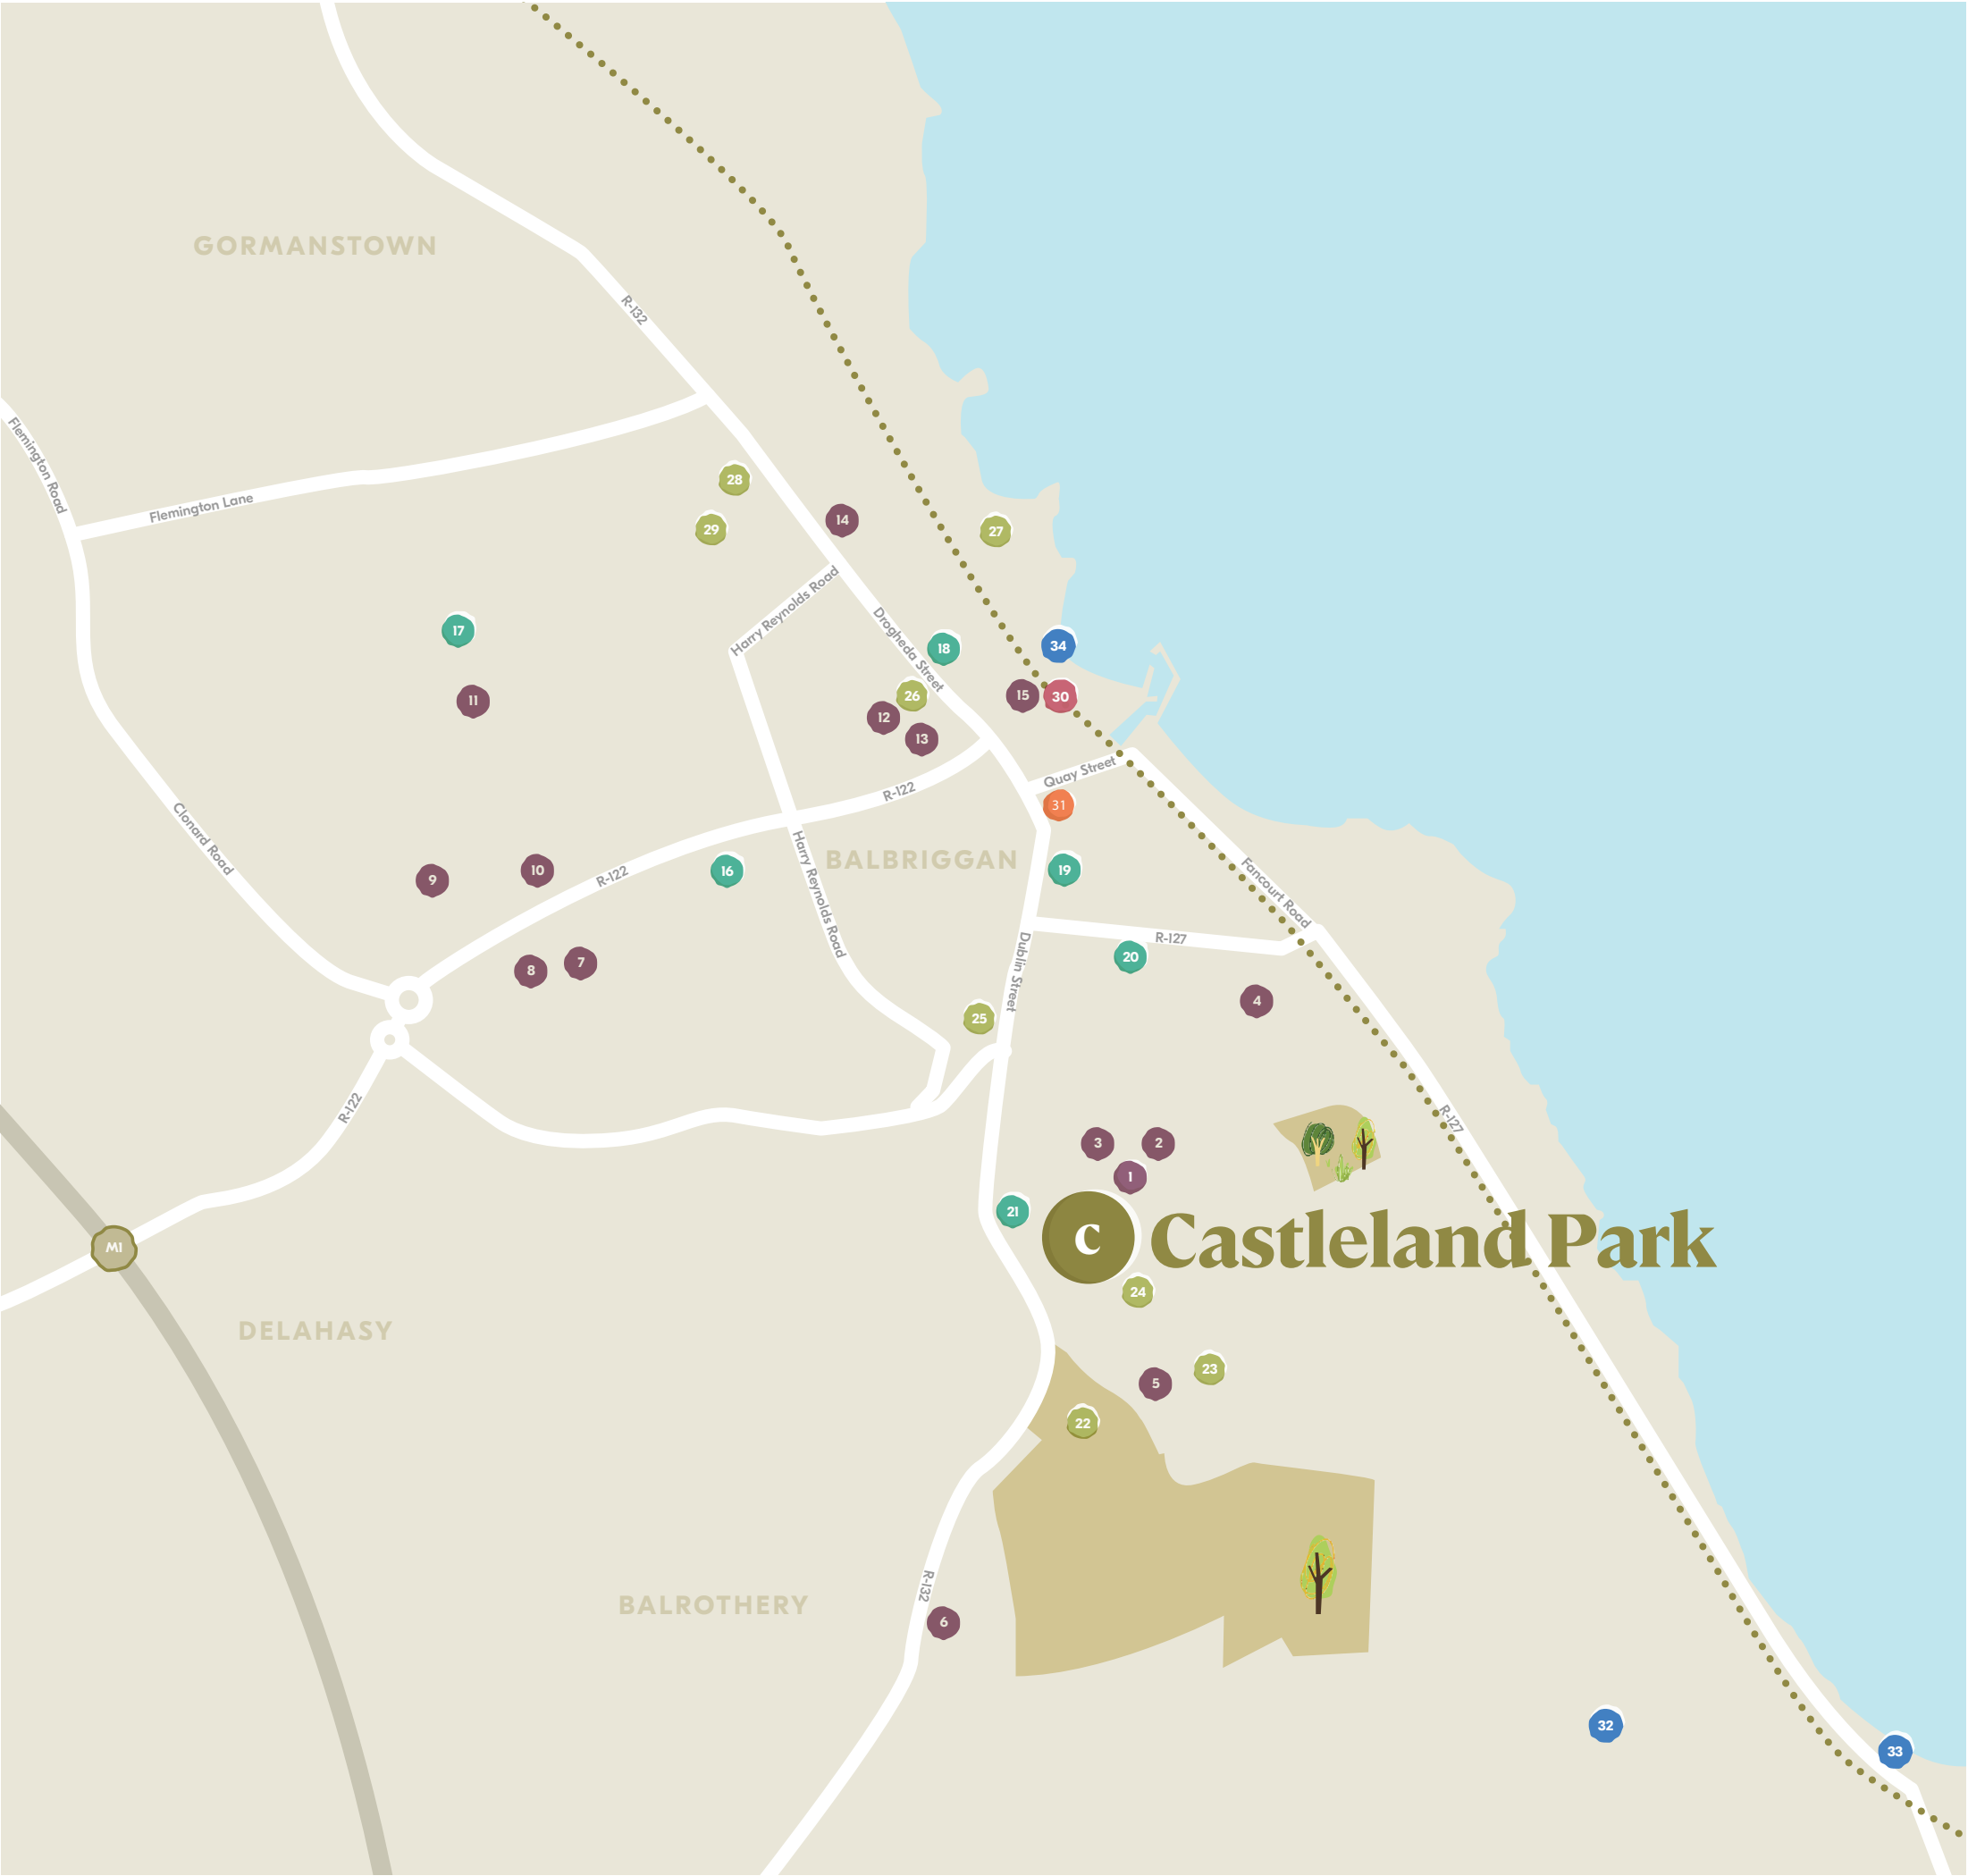 GORMANSTOWN
R-132
Flemington Road
Flemington Lane
28
14
29
27
Harry Reynolds Road
17
Drogheda Street
18
34
11
26
15
30
12
13
Quay Street
R-122
31
Clonard Road
Harry Reynolds Road
BALBRIGGAN
9
10
R-122
16
19
Fancourt Road
8
7
Dublin Street
R-127
20
4
25
R-122
3
2
R-127
1
21
C
Castleland Park
M1
24
DELAHASY
23
5
22
R-132
BALROTHERY
6
32
33